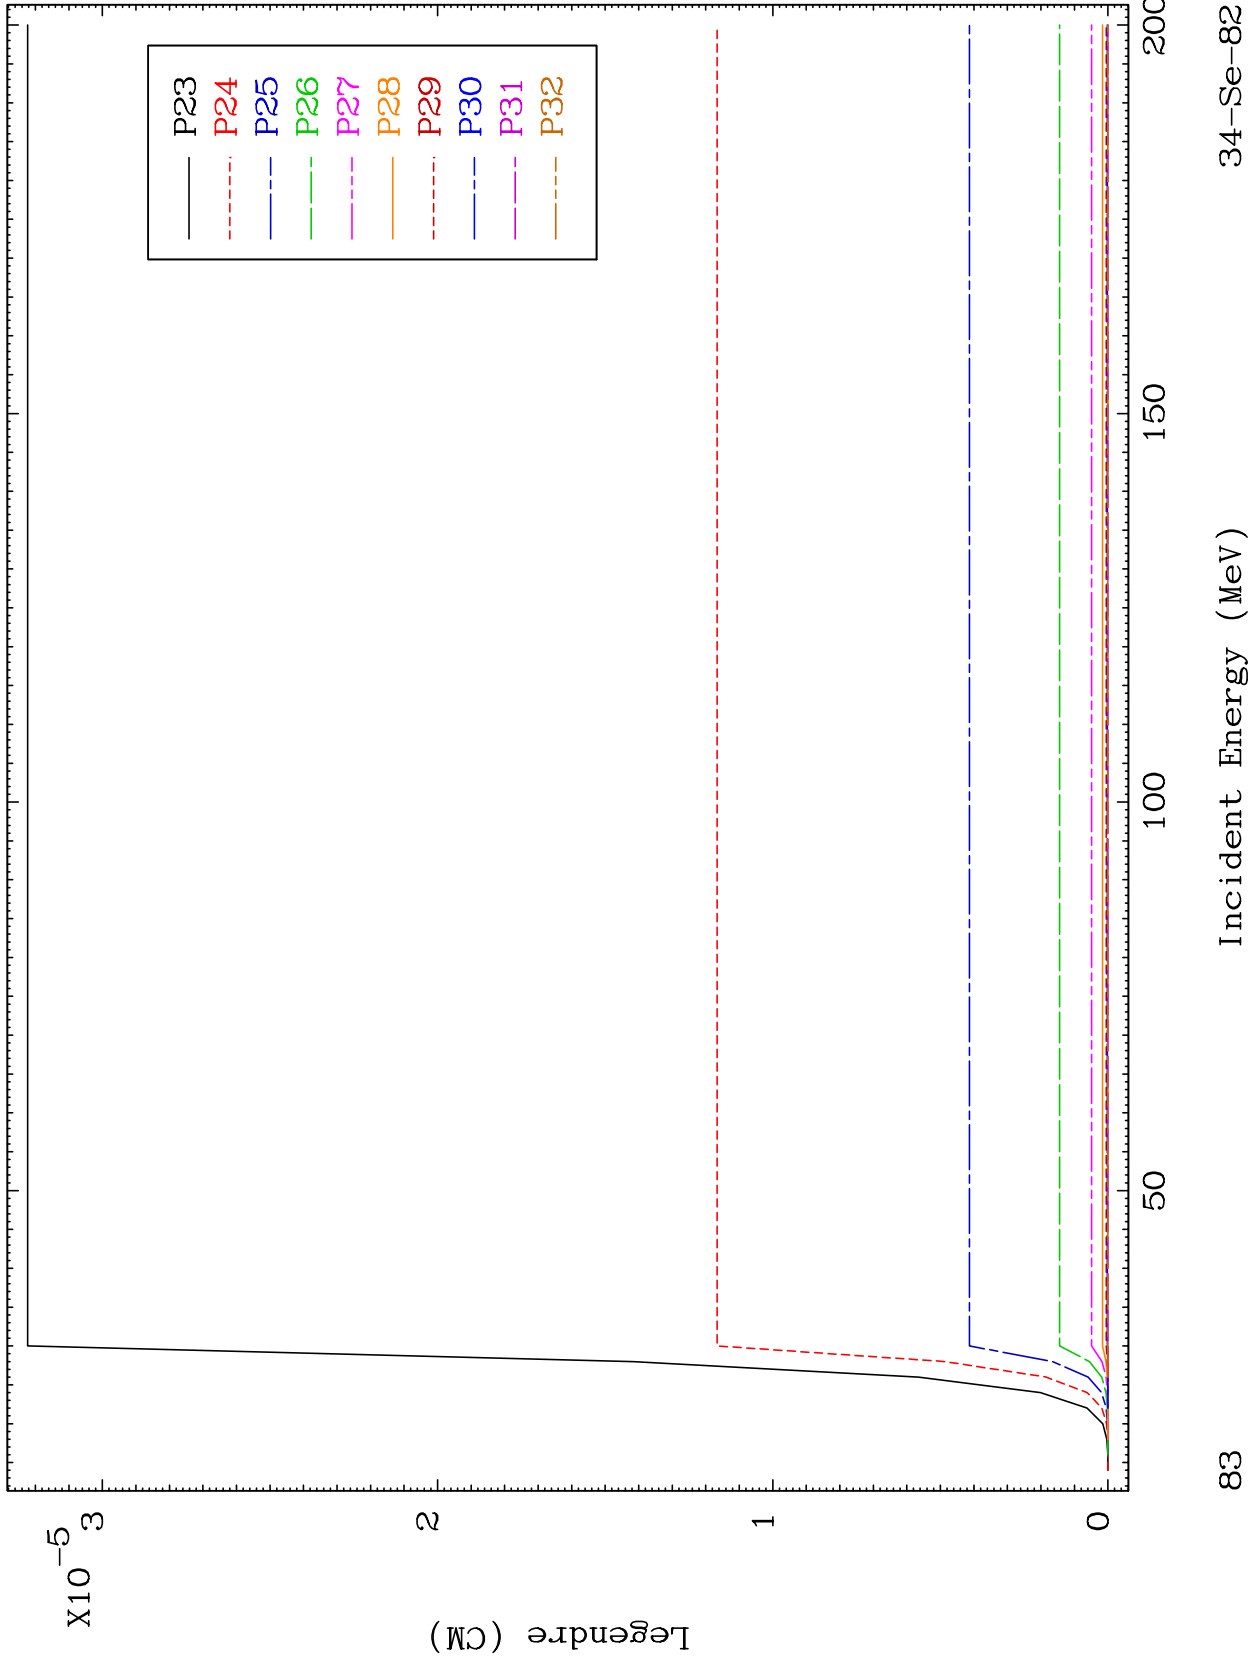 X10
-5
3
2
1
0
Legendre (CM)
P23
P24
P25
P26
P27
P28
P29
P30
P31
P32
50
100
150
200
Incident Energy (MeV)
83
34-Se-82